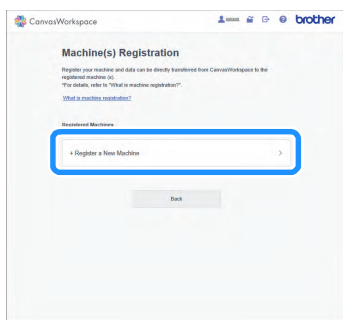 CanvasWorkspace
brother
Machine(s) Registration
Register your machine and data can be directly transferred from CanvasWorkspace to the
registered machine (s).
*For details, refer to "What is machine registration?".
What is machine registration?
Registered Machines
+ Register a New Machine
Back